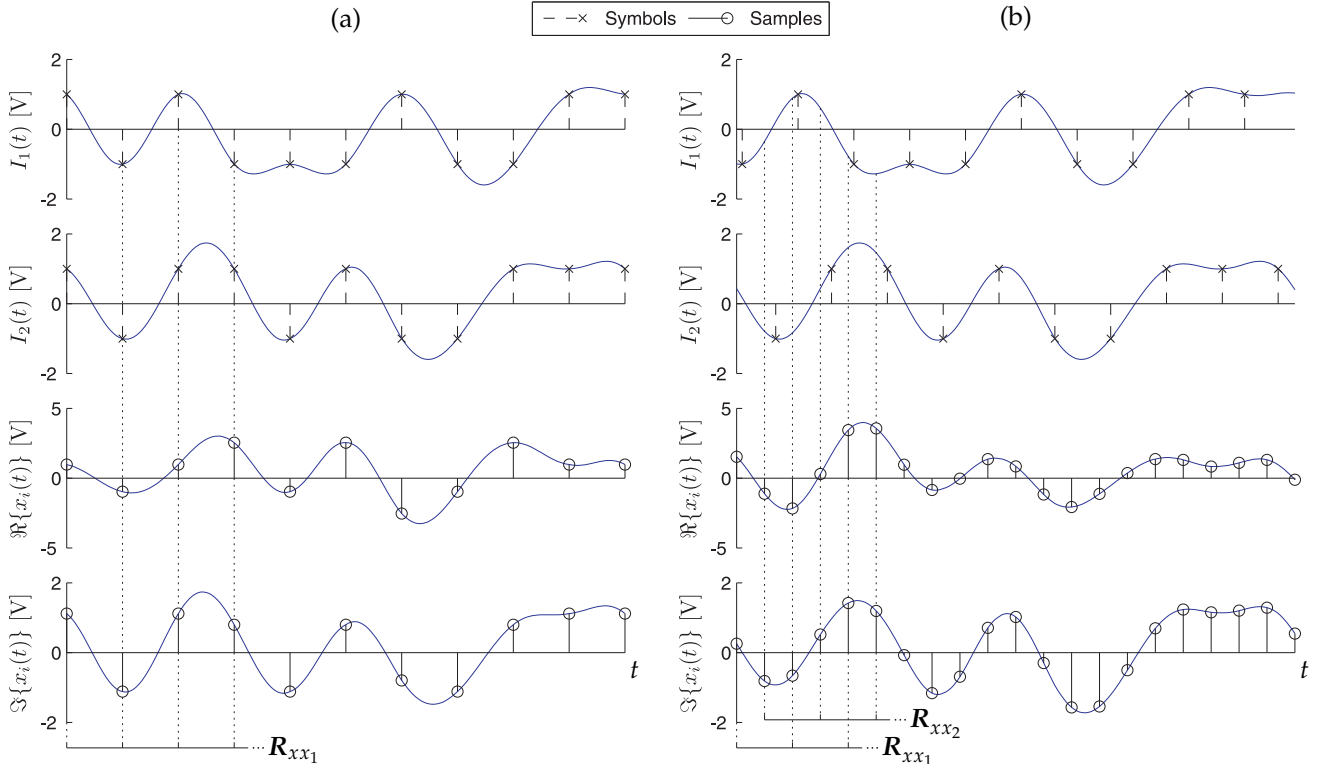 (a)
Symbols
Samples
(b)
I₁(t) [V]
2
0
-2
I₁(t) [V]
2
0
-2
I₂(t) [V]
2
0
-2
I₂(t) [V]
2
0
-2
ℜ{xᵢ(t)} [V]
5
0
-5
ℜ{xᵢ(t)} [V]
5
0
-5
ℑ{xᵢ(t)} [V]
2
0
-2
t
ℑ{xᵢ(t)} [V]
2
0
-2
t
··· Rₓₓ₁
··· Rₓₓ₂
··· Rₓₓ₁